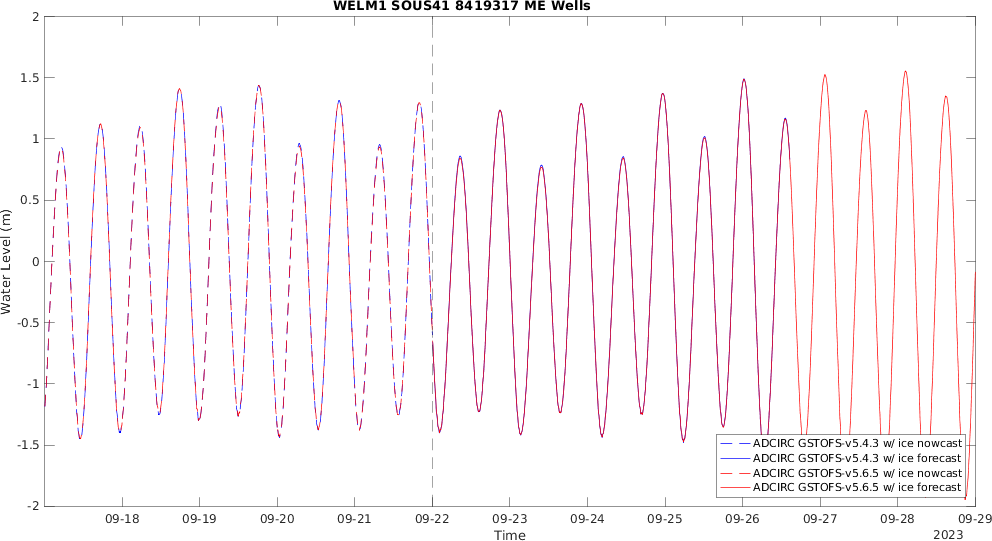 WELM1 SOUS41 8419317 ME Wells
2
1.5
1
0.5
0
-0.5
-1
-1.5
-2
Water Level (m)
ADCIRC GSTOFS-v5.4.3 w/ ice nowcast
ADCIRC GSTOFS-v5.4.3 w/ ice forecast
ADCIRC GSTOFS-v5.6.5 w/ ice nowcast
ADCIRC GSTOFS-v5.6.5 w/ ice forecast
09-18 09-19 09-20 09-21 09-22 09-23 09-24 09-25 09-26 09-27 09-28 09-29
Time
2023